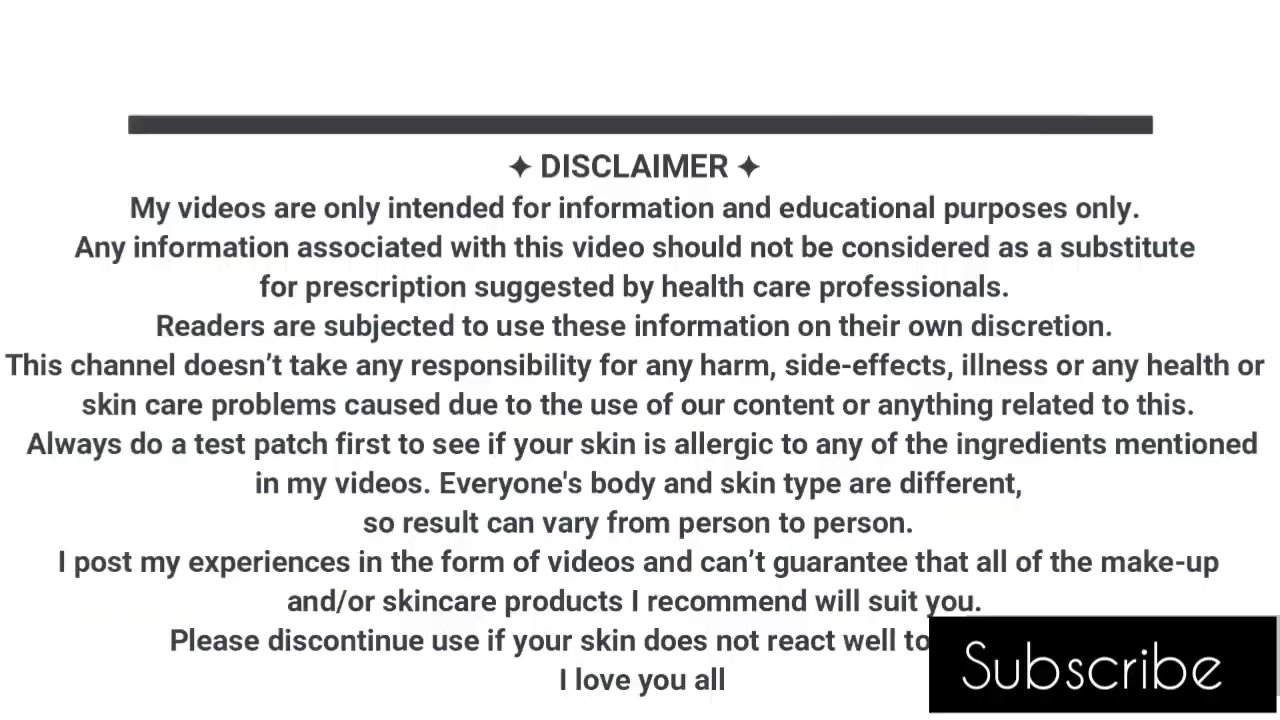 ✦ DISCLAIMER ✦
My videos are only intended for information and educational purposes only.
Any information associated with this video should not be considered as a substitute
for prescription suggested by health care professionals.
Readers are subjected to use these information on their own discretion.
This channel doesn’t take any responsibility for any harm, side-effects, illness or any health or
skin care problems caused due to the use of our content or anything related to this.
Always do a test patch first to see if your skin is allergic to any of the ingredients mentioned
in my videos. Everyone's body and skin type are different,
so result can vary from person to person.
I post my experiences in the form of videos and can’t guarantee that all of the make-up
and/or skincare products I recommend will suit you.
Please discontinue use if your skin does not react well to
I love you all
Subscribe